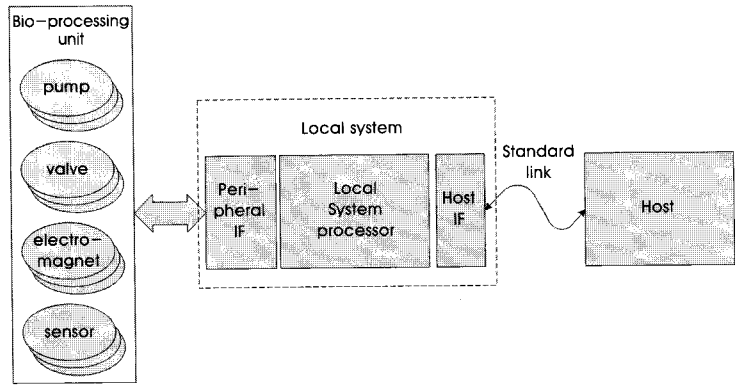 Bio-processing
unit
pump
valve
electro-
magnet
sensor
Local system
Peri-
pheral
IF
Local
System
processor
Host
IF
Standard
link
Host